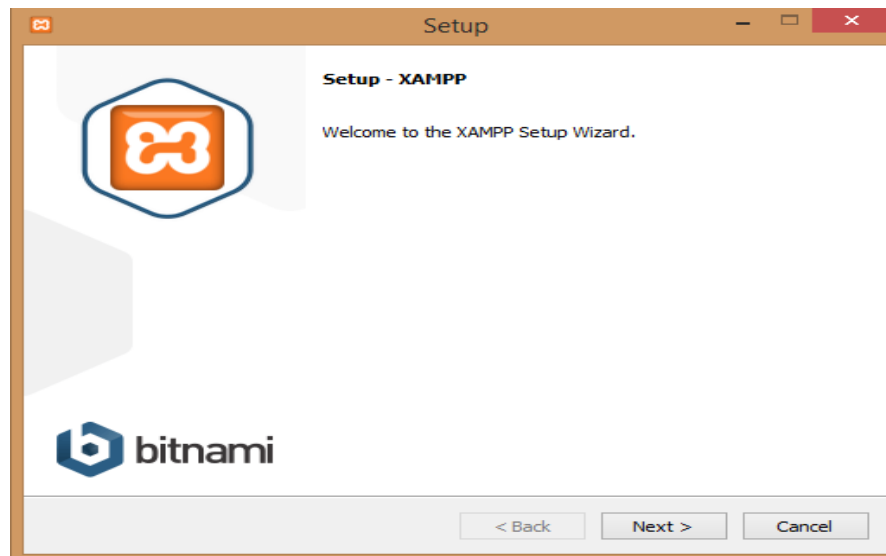 Setup
Setup - XAMPP
Welcome to the XAMPP Setup Wizard.
bitnami
< Back
Next >
Cancel